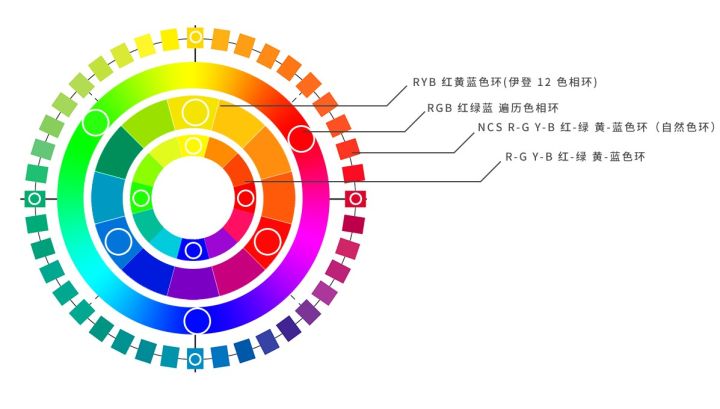 RYB 红黄蓝色环(伊登 12 色相环)
RGB 红绿蓝 遍历色相环
NCS R-G Y-B 红-绿 黄-蓝色环（自然色环）
R-G Y-B 红-绿 黄-蓝色环